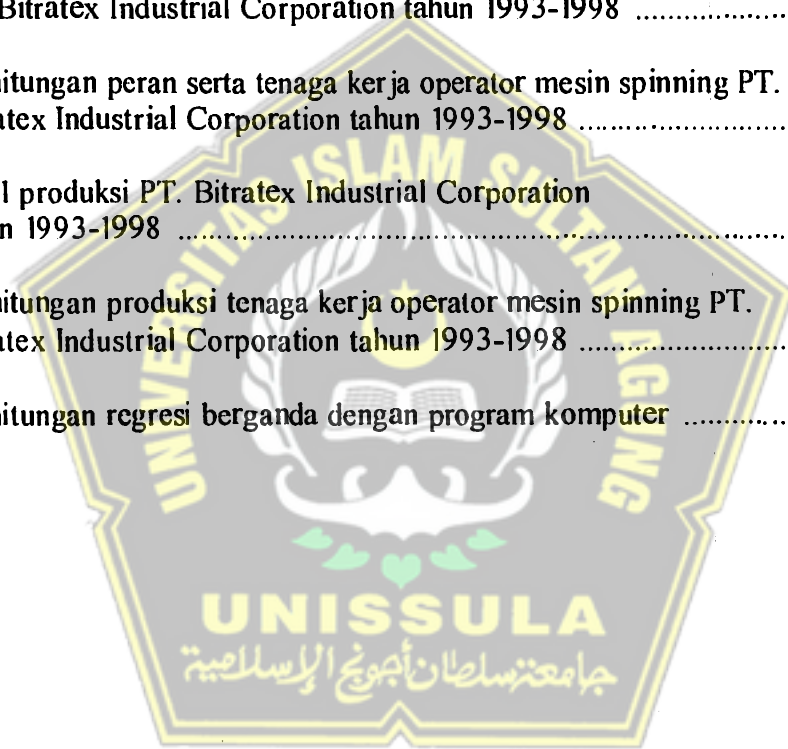 Bitratex Industrial Corporation tahun 1993-1998 ....................
itungan peran serta tenaga kerja operator mesin spinning PT.
atex Industrial Corporation tahun 1993-1998 ............................
l produksi PT. Bitratex Industrial Corporation
n 1993-1998 ....................................................................................
itungan produksi tenaga kerja operator mesin spinning PT.
atex Industrial Corporation tahun 1993-1998 ............................
itungan regresi berganda dengan program komputer ..............
UNIVERSITAS ISLAM SULTAN AGUNG
UNISSULA
جامعة سلطان أجونج الإسلامية